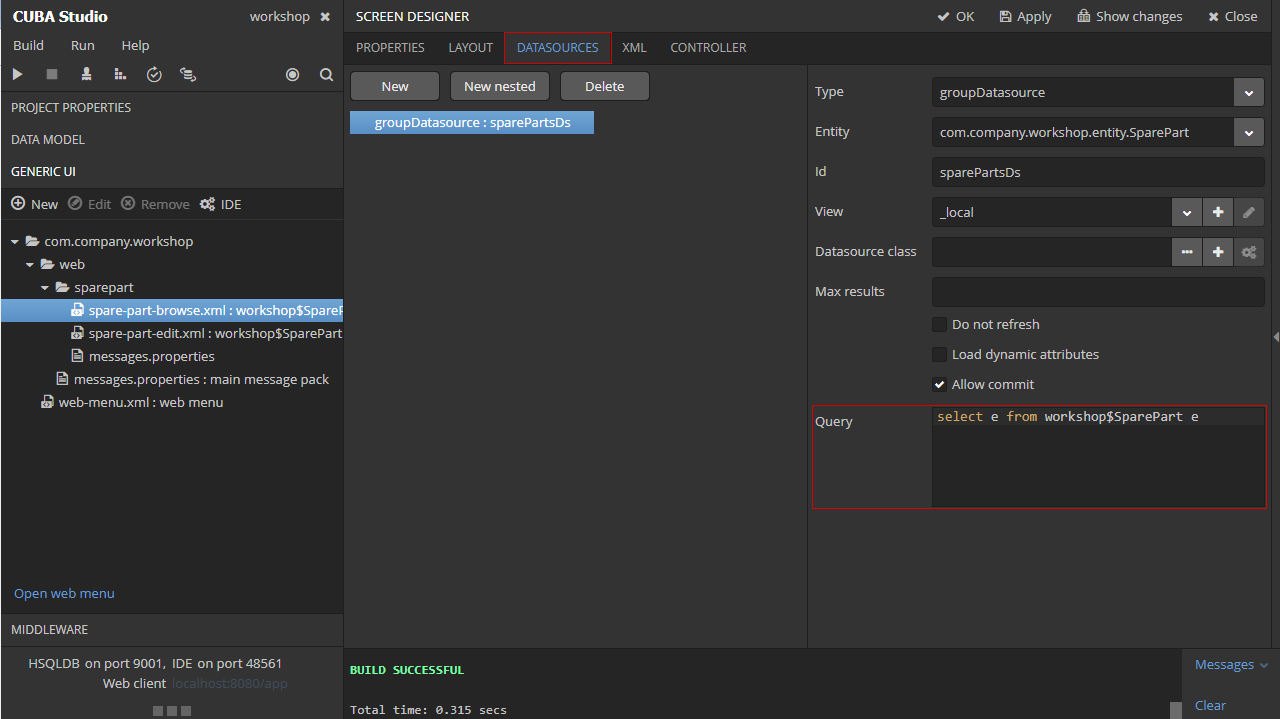 CUBA Studio
workshop
Build Run Help
PROJECT PROPERTIES
DATA MODEL
GENERIC UI
New Edit Remove IDE
com.company.workshop
web
sparepart
spare-part-browse.xml : workshop$SpareP
spare-part-edit.xml : workshop$SparePart
messages.properties
messages.properties : main message pack
web-menu.xml : web menu
Open web menu
MIDDLEWARE
HSQLDB on port 9001, IDE on port 48561
Web client localhost:8080/app
SCREEN DESIGNER
OK Apply Show changes Close
PROPERTIES LAYOUT DATASOURCES XML CONTROLLER
New New nested Delete
groupDatasource : sparePartsDs
Type groupDatasource
Entity com.company.workshop.entity.SparePart
Id sparePartsDs
View _local
Datasource class
Max results
Do not refresh
Load dynamic attributes
Allow commit
Query select e from workshop$SparePart e
BUILD SUCCESSFUL
Total time: 0.315 secs
Messages
Clear